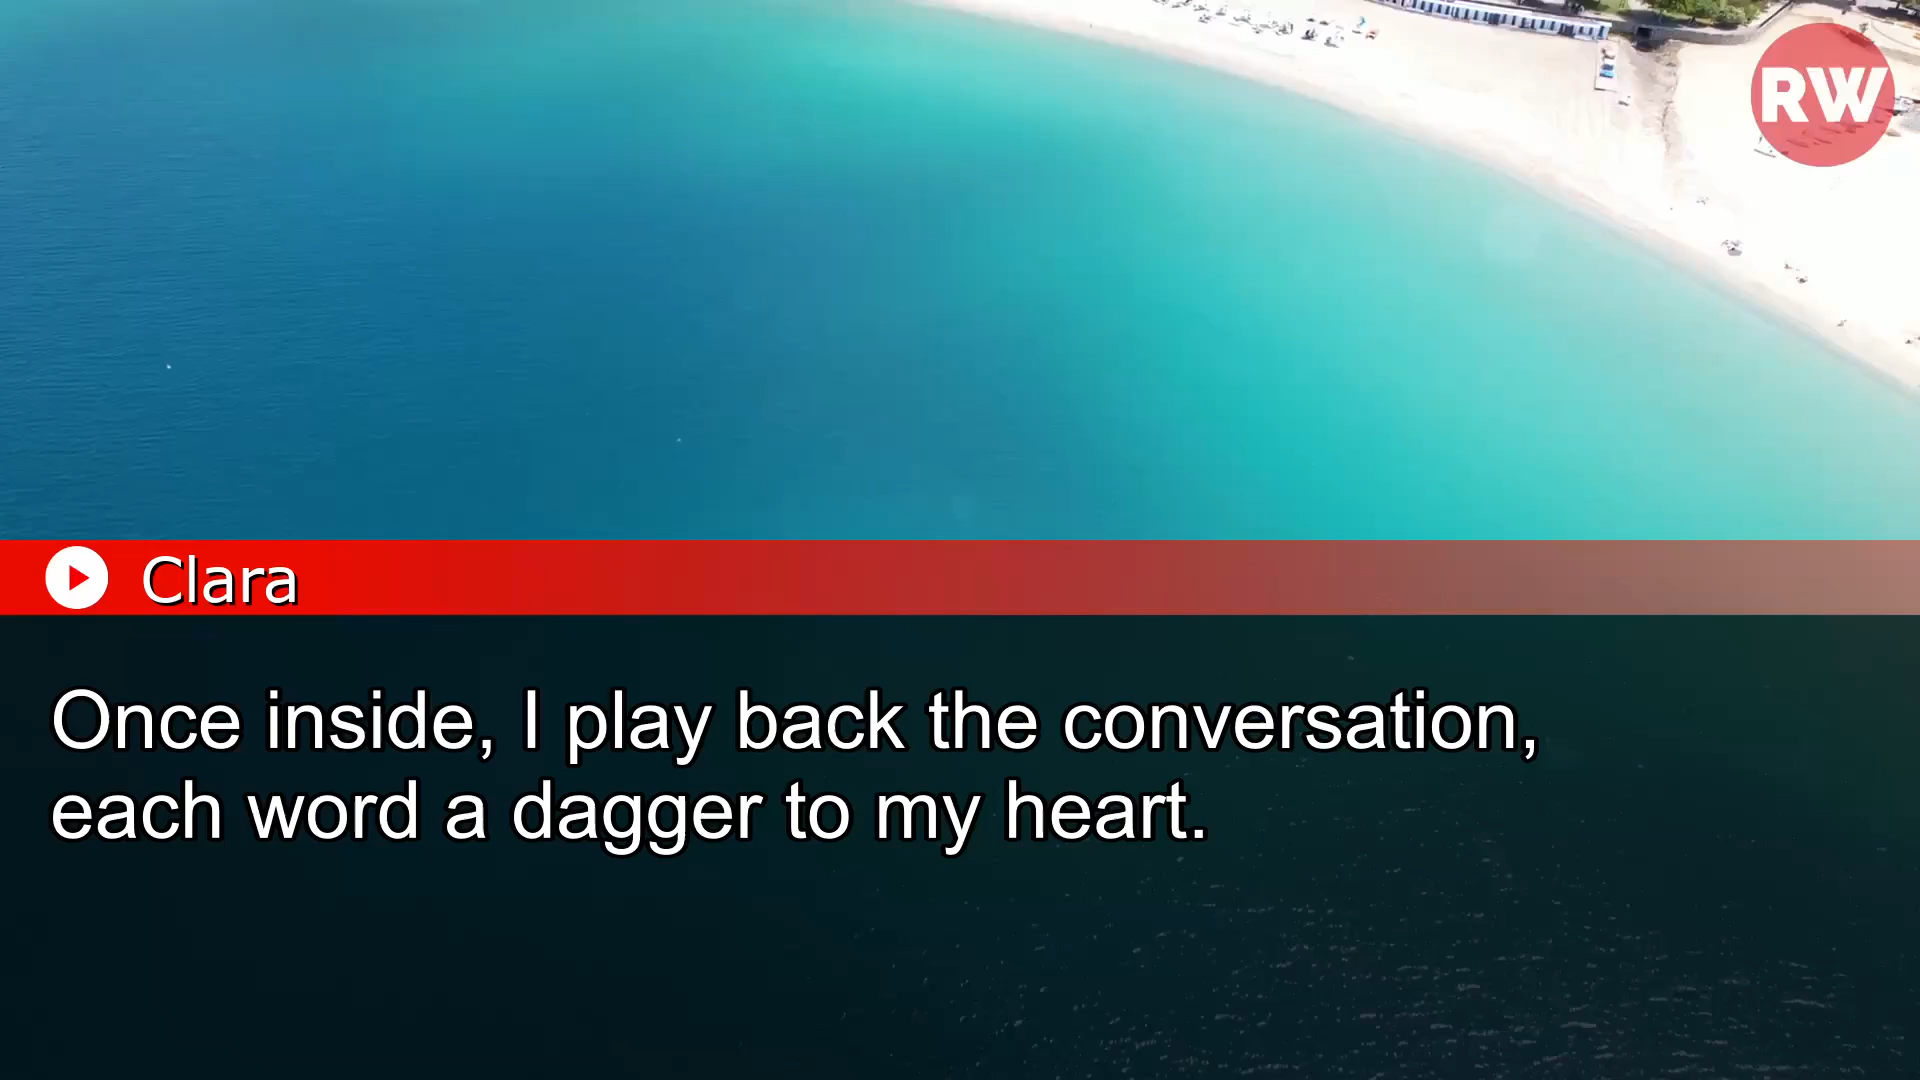 RW
Clara
Once inside, I play back the conversation,
each word a dagger to my heart.